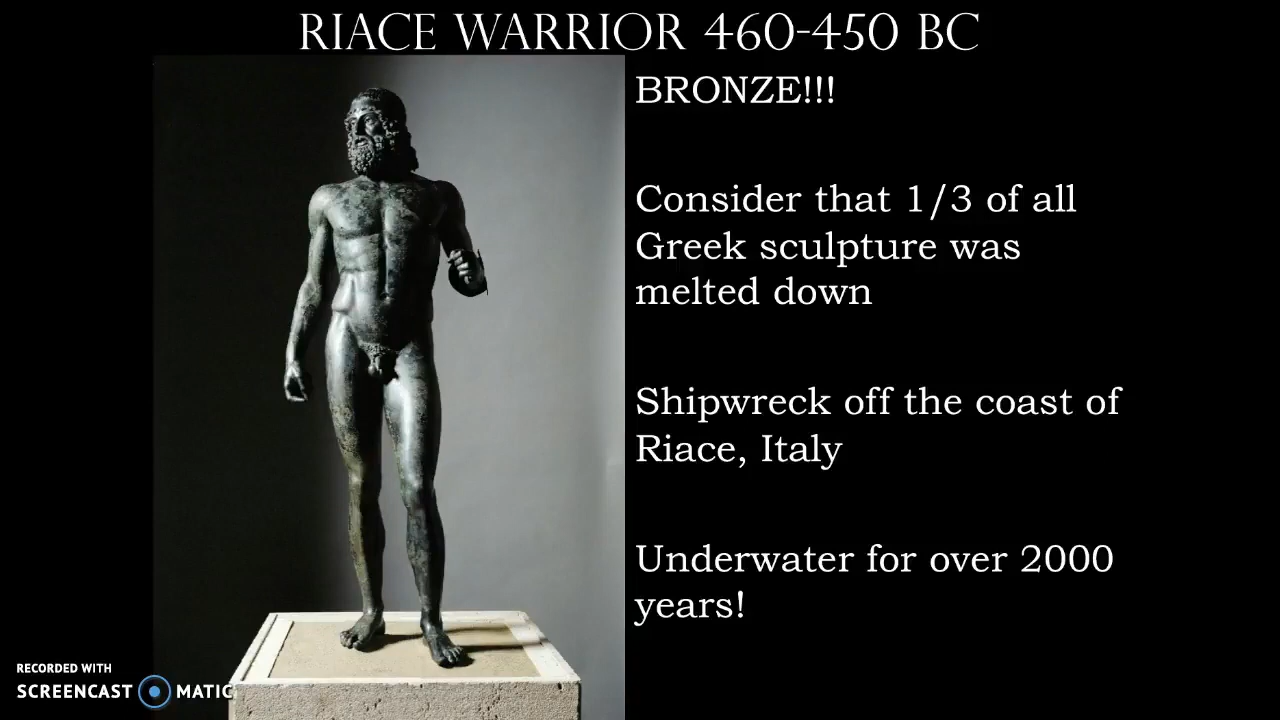 RIACE WARRIOR 460-450 BC
BRONZE!!!
Consider that 1/3 of all
Greek sculpture was
melted down
Shipwreck off the coast of
Riace, Italy
Underwater for over 2000
years!
RECORDED WITH
SCREENCAST MATIC